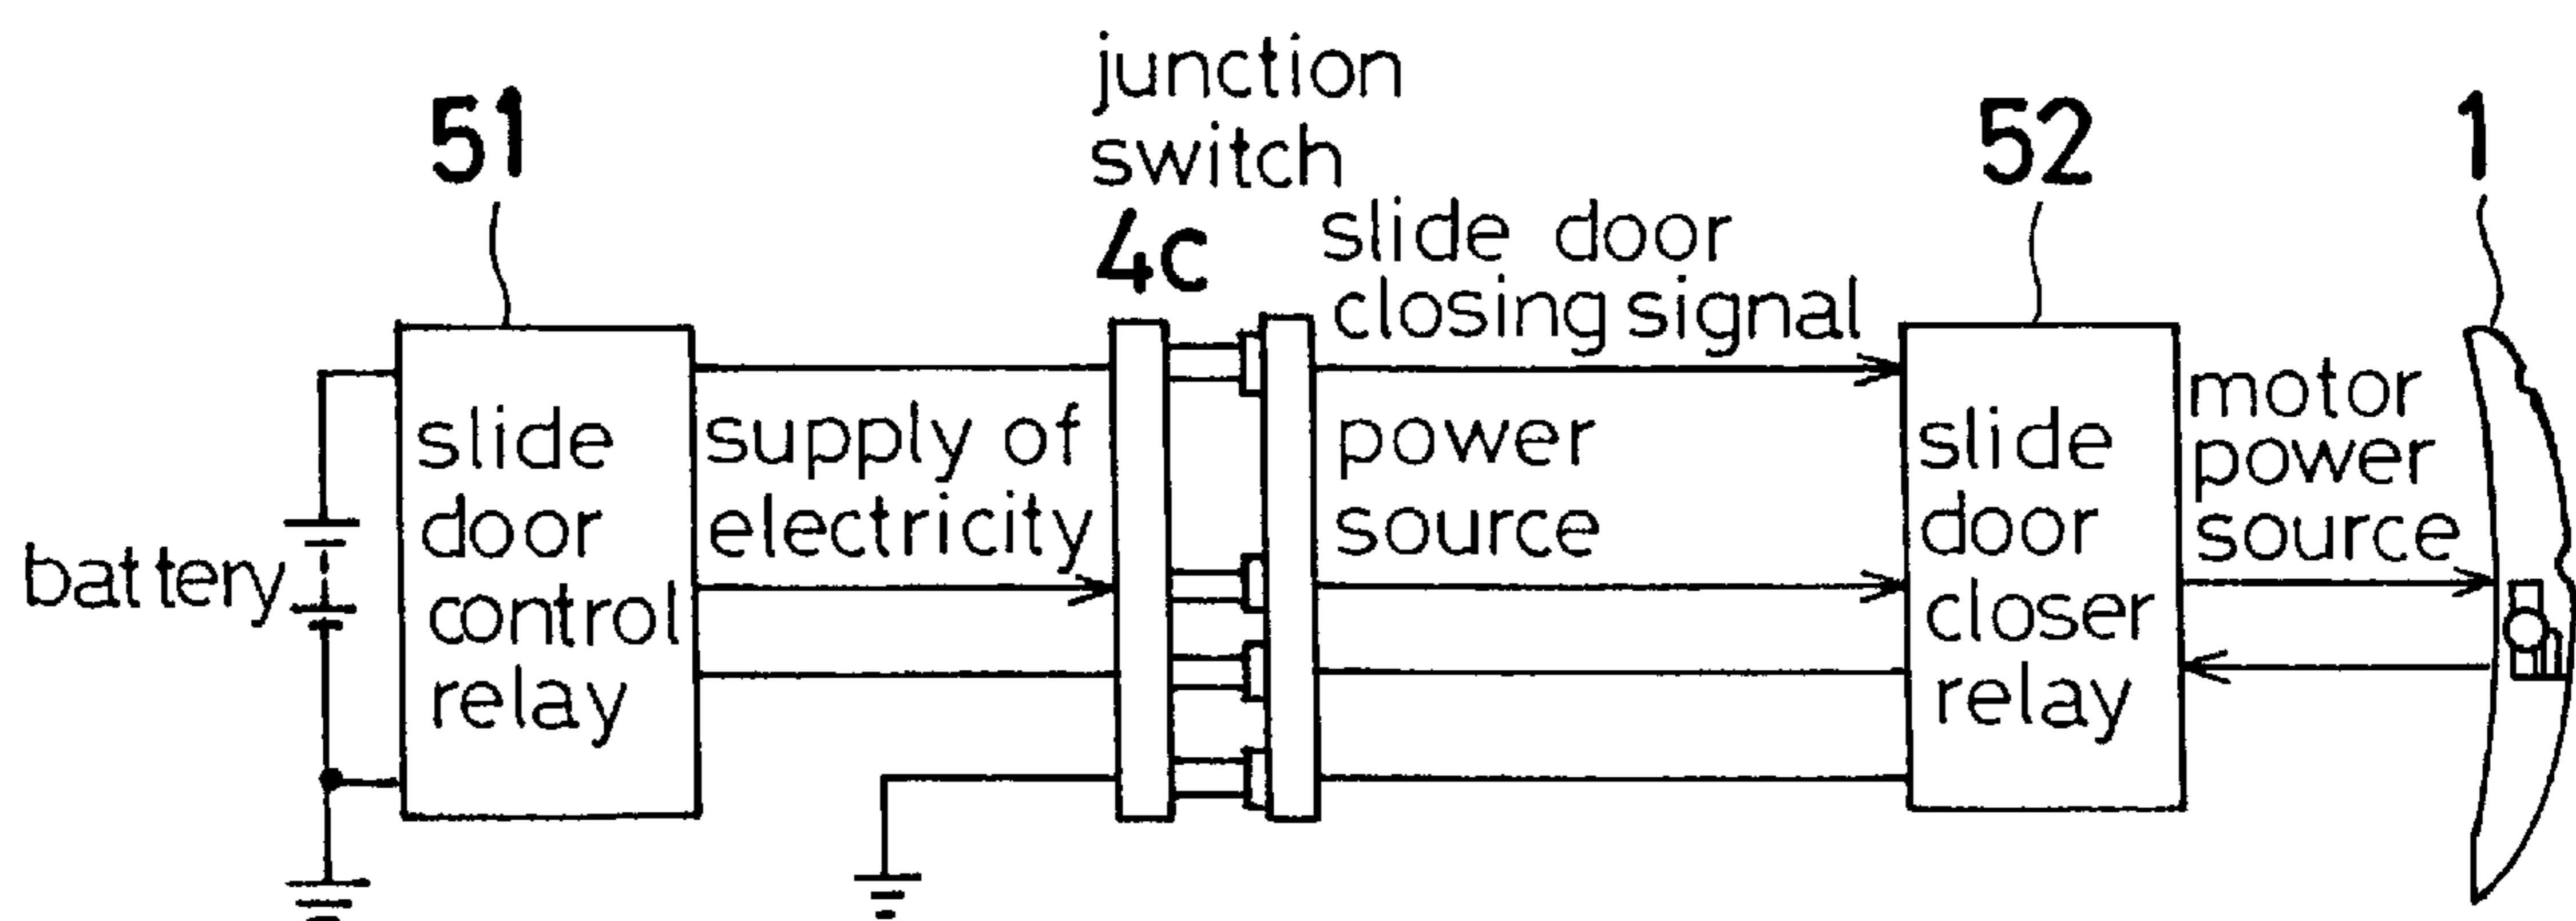 junction
switch
4c
51
52
1
slide door
closing signal
battery
slide
door
control
relay
supply of
electricity
power
source
slide
door
closer
relay
motor
power
source